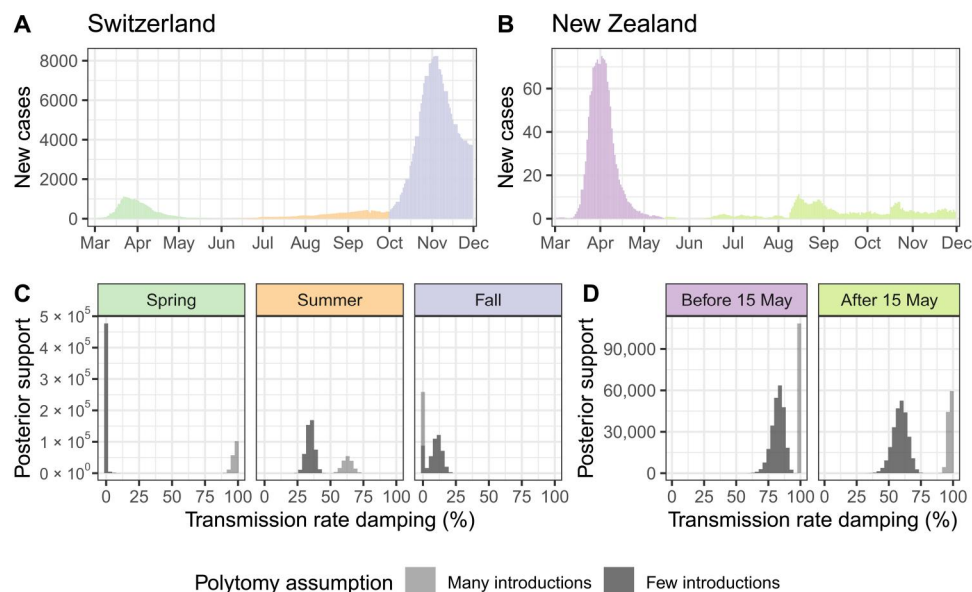 A Switzerland
B New Zealand
New cases
8000
6000
4000
2000
0
Mar Apr May Jun Jul Aug Sep Oct Nov Dec
New cases
60
40
20
0
Mar Apr May Jun Jul Aug Sep Oct Nov Dec
C
Spring Summer Fall
Posterior support
5 × 10⁵
4 × 10⁵
3 × 10⁵
2 × 10⁵
1 × 10⁵
0 × 10⁰
0 25 50 75 100 0 25 50 75 100 0 25 50 75 100
Transmission rate damping (%)
D
Before 15 May After 15 May
Posterior support
90,000
60,000
30,000
0
0 25 50 75 100 0 25 50 75 100
Transmission rate damping (%)
Polytomy assumption Many introductions Few introductions